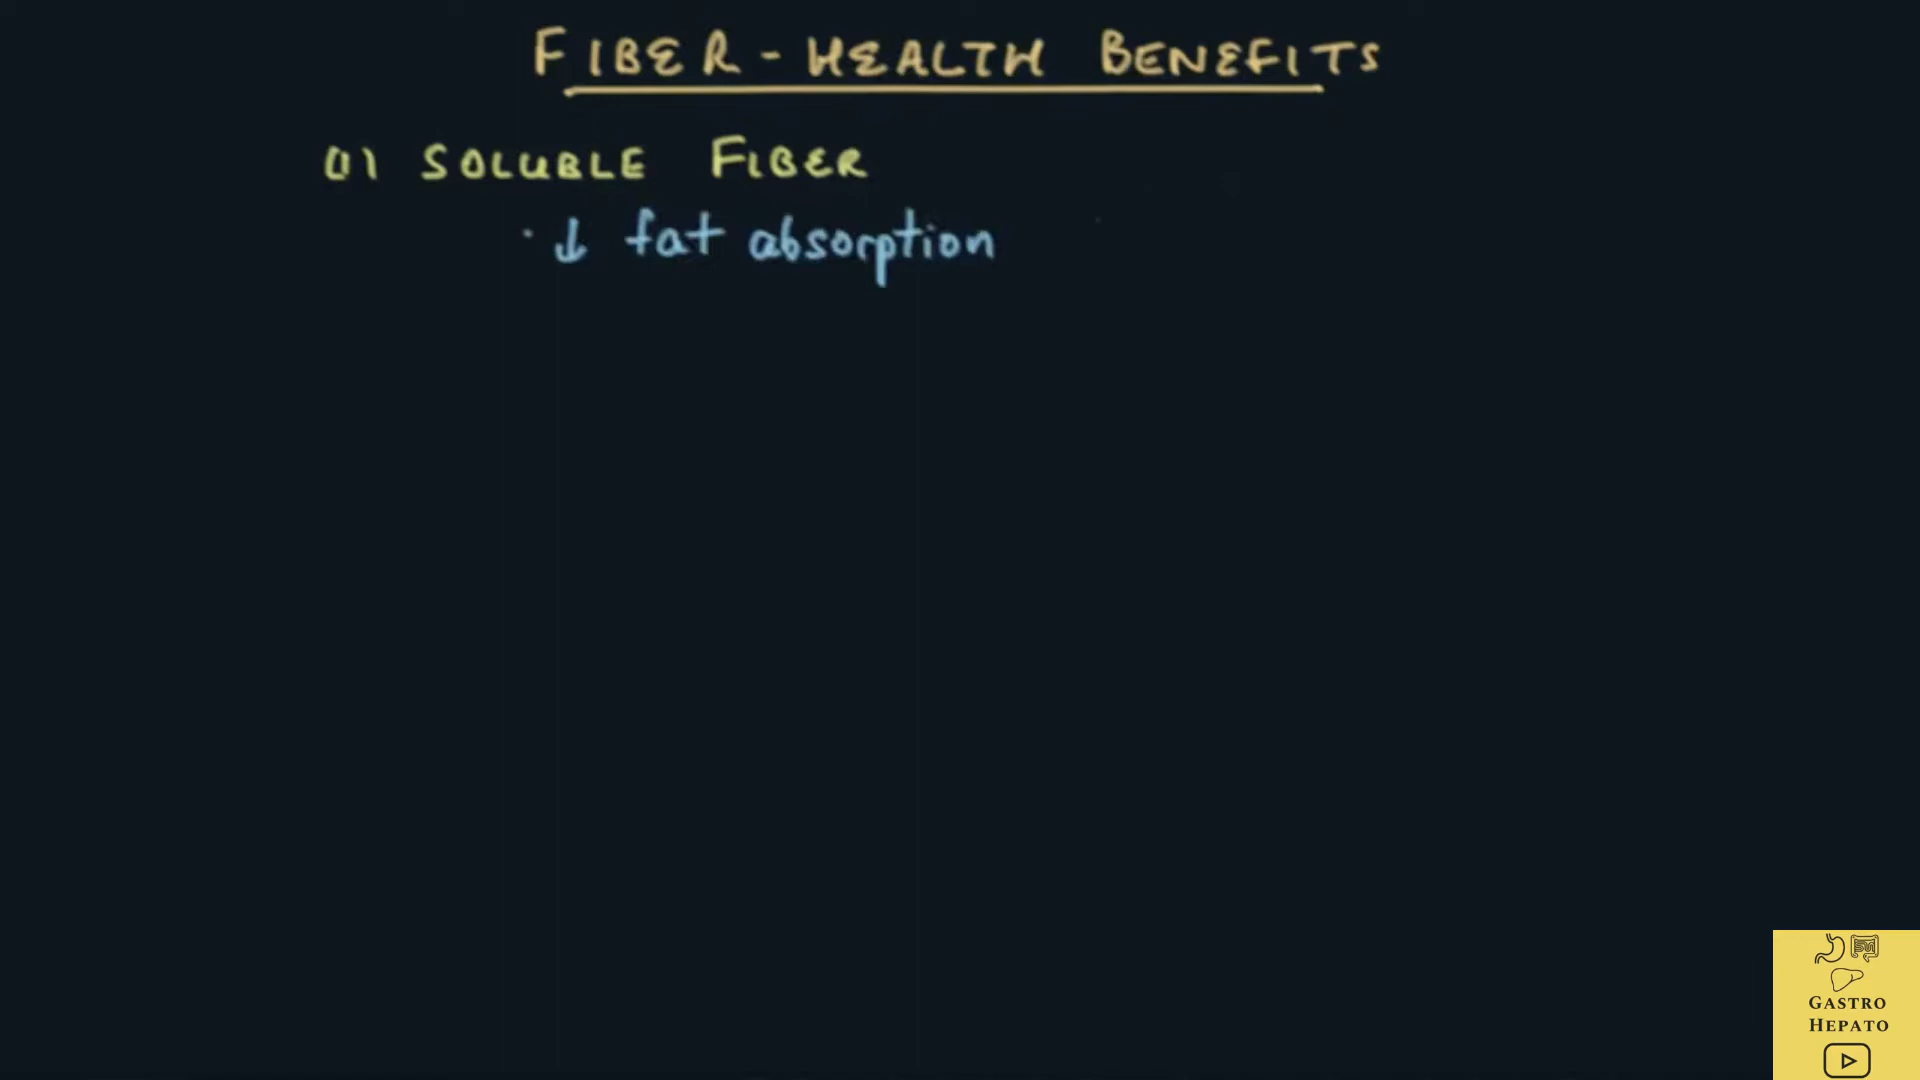 FIBER - HEALTH BENEFITS
01 SOLUBLE FIBER
· ↓ fat absorption
GASTRO
HEPATO